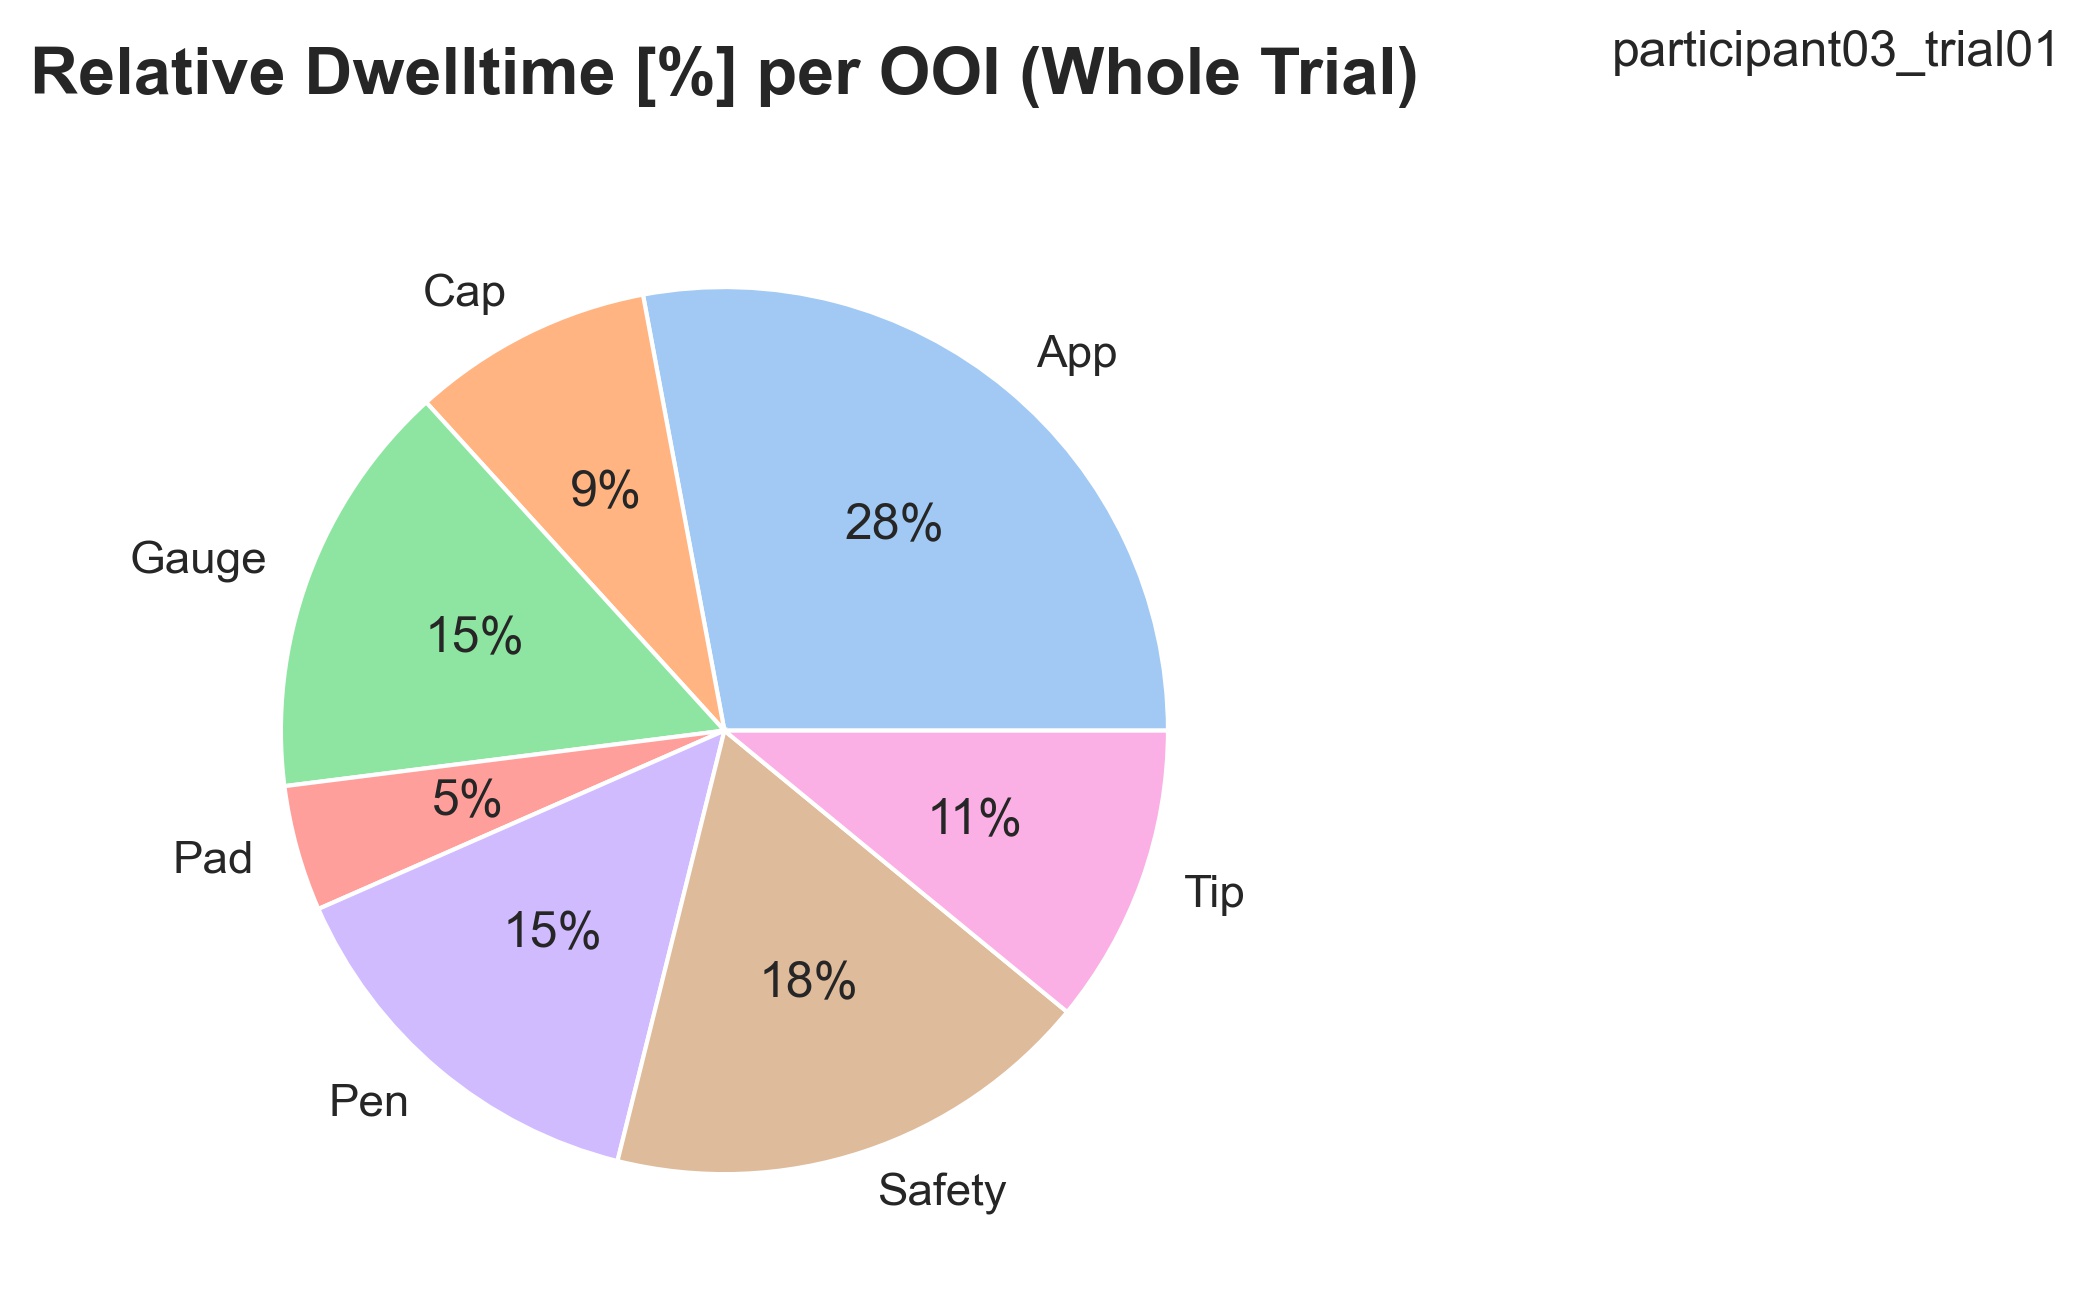 Relative Dwelltime [%] per OOI (Whole Trial)
participant03_trial01
Cap
App
9%
28%
Gauge
15%
5%
Pad
11%
Tip
15%
18%
Pen
Safety